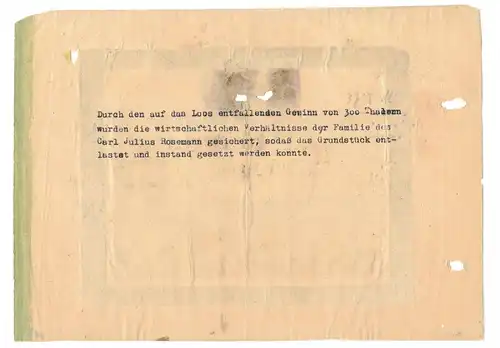 Durch den auf das Loos entfallenden Gewinn von 300 Thalern
wurden die wirtschaftlichen Verhältnisse der Familie des
Carl Julius Rosemann gesichert, sodaß das Grundstück ent-
lastet und instand gesetzt werden konnte.